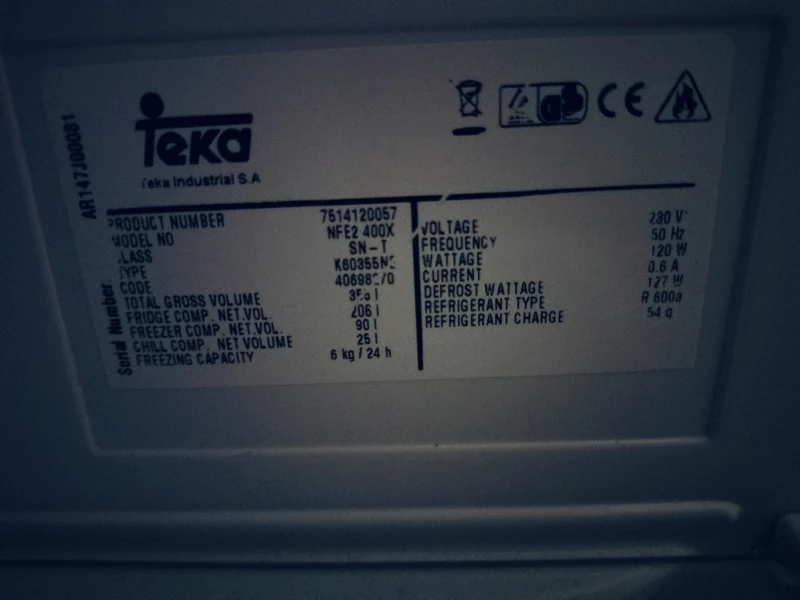 Teka
Teka Industrial S.A
CE
AR147J00081
Serial Number.
PRODUCT NUMBER 7514120057
MODEL NO NFE2 400X
CLASS SN-T
TYPE
CODE
TOTAL GROSS VOLUME
FRIDGE COMP. NET.VOL. 206 l
FREEZER COMP. NET.VOL. 90 l
CHILL COMP. NET VOLUME 25 l
FREEZING CAPACITY 6 kg / 24 h
VOLTAGE 230 V
FREQUENCY 50 Hz
WATTAGE 120 W
CURRENT 0.6 A
DEFROST WATTAGE 127 W
REFRIGERANT TYPE R 600a
REFRIGERANT CHARGE 54 g